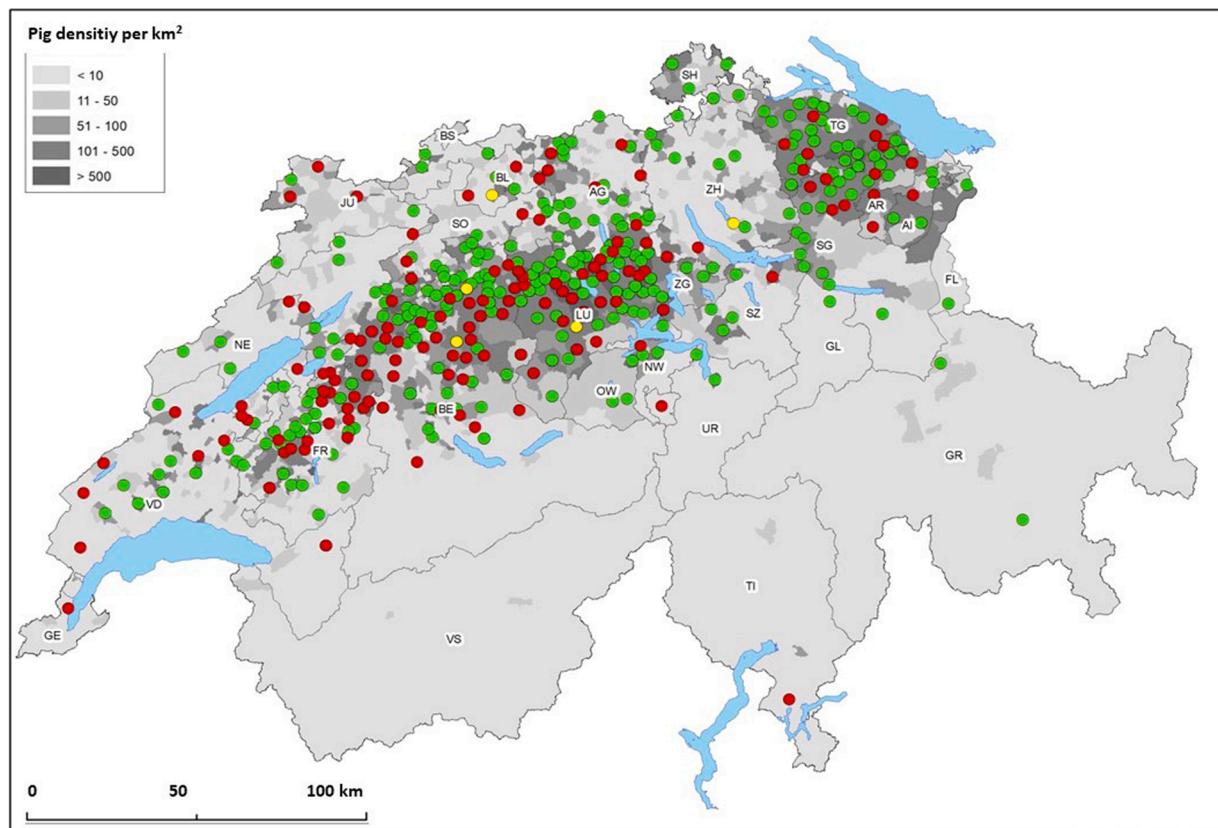 Pig densitiy per km²
< 10
11 - 50
51 - 100
101 - 500
> 500
SH
BS
TG
BL
AG
ZH
JU
AR
SO
AI
SG
ZG
FL
LU
SZ
NE
GL
NW
OW
BE
UR
FR
GR
VD
TI
GE
VS
0 50 100 km